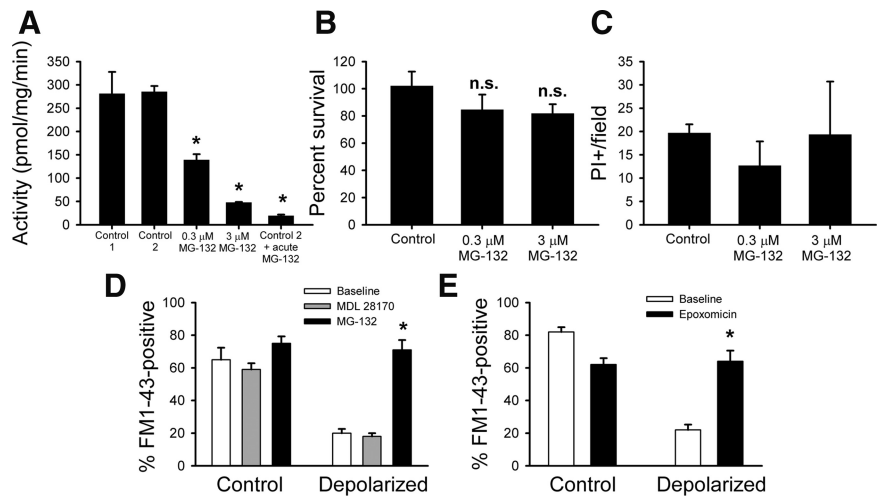 A
Activity (pmol/mg/min)
350
300
250
200
150
100
50
0
*
*
*
Control
1
Control
2
0.3 μM
MG-132
3 μM
MG-132
Control 2
+ acute
MG-132
B
Percent survival
120
100
80
60
40
20
0
n.s.
n.s.
Control
0.3 μM
MG-132
3 μM
MG-132
C
PI+/field
35
30
25
20
15
10
5
0
Control
0.3 μM
MG-132
3 μM
MG-132
D
% FM1-43-positive
100
80
60
40
20
0
Baseline
MDL 28170
MG-132
*
Control
Depolarized
E
% FM1-43-positive
100
80
60
40
20
0
Baseline
Epoxomicin
*
Control
Depolarized